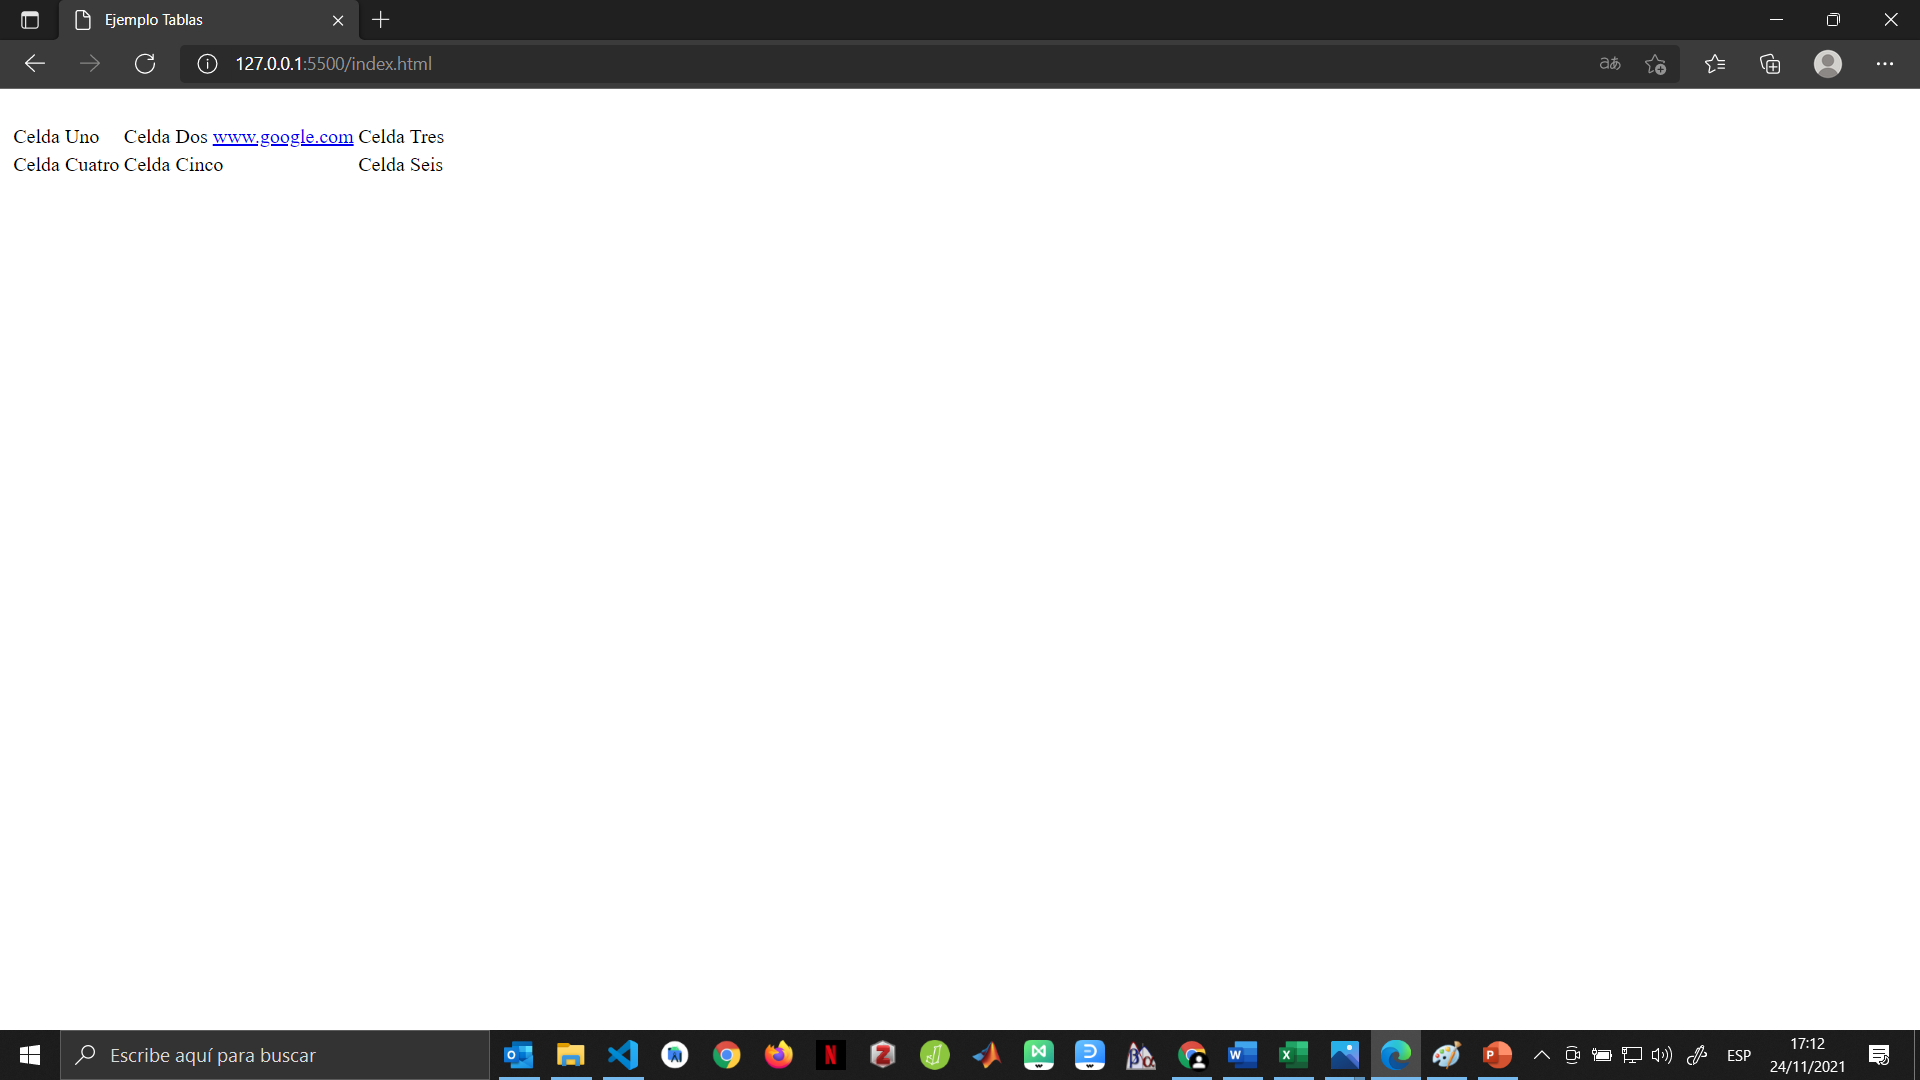 Ejemplo Tablas
127.0.0.1:5500/index.html
Celda Uno Celda Dos www.google.com Celda Tres
Celda Cuatro Celda Cinco Celda Seis
Escribe aquí para buscar
ESP
17:12
24/11/2021